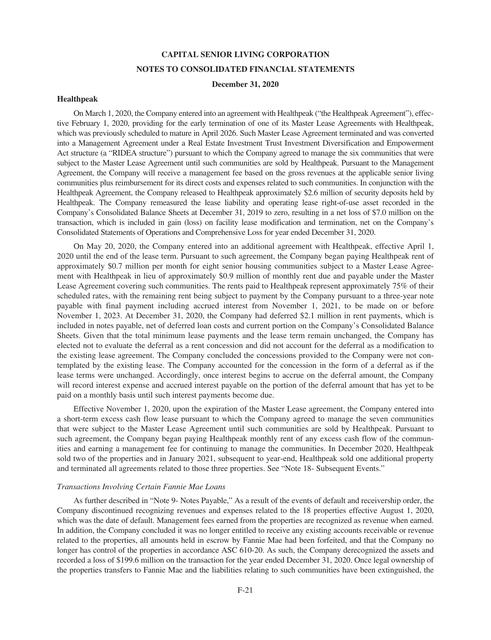 CAPITAL SENIOR LIVING CORPORATION
NOTES TO CONSOLIDATED FINANCIAL STATEMENTS
December 31, 2020
Healthpeak
On March 1, 2020, the Company entered into an agreement with Healthpeak (“the Healthpeak Agreement”), effec-
tive February 1, 2020, providing for the early termination of one of its Master Lease Agreements with Healthpeak,
which was previously scheduled to mature in April 2026. Such Master Lease Agreement terminated and was converted
into a Management Agreement under a Real Estate Investment Trust Investment Diversification and Empowerment
Act structure (a “RIDEA structure”) pursuant to which the Company agreed to manage the six communities that were
subject to the Master Lease Agreement until such communities are sold by Healthpeak. Pursuant to the Management
Agreement, the Company will receive a management fee based on the gross revenues at the applicable senior living
communities plus reimbursement for its direct costs and expenses related to such communities. In conjunction with the
Healthpeak Agreement, the Company released to Healthpeak approximately $2.6 million of security deposits held by
Healthpeak. The Company remeasured the lease liability and operating lease right-of-use asset recorded in the
Company’s Consolidated Balance Sheets at December 31, 2019 to zero, resulting in a net loss of $7.0 million on the
transaction, which is included in gain (loss) on facility lease modification and termination, net on the Company’s
Consolidated Statements of Operations and Comprehensive Loss for year ended December 31, 2020.
On May 20, 2020, the Company entered into an additional agreement with Healthpeak, effective April 1,
2020 until the end of the lease term. Pursuant to such agreement, the Company began paying Healthpeak rent of
approximately $0.7 million per month for eight senior housing communities subject to a Master Lease Agree-
ment with Healthpeak in lieu of approximately $0.9 million of monthly rent due and payable under the Master
Lease Agreement covering such communities. The rents paid to Healthpeak represent approximately 75% of their
scheduled rates, with the remaining rent being subject to payment by the Company pursuant to a three-year note
payable with final payment including accrued interest from November 1, 2021, to be made on or before
November 1, 2023. At December 31, 2020, the Company had deferred $2.1 million in rent payments, which is
included in notes payable, net of deferred loan costs and current portion on the Company’s Consolidated Balance
Sheets. Given that the total minimum lease payments and the lease term remain unchanged, the Company has
elected not to evaluate the deferral as a rent concession and did not account for the deferral as a modification to
the existing lease agreement. The Company concluded the concessions provided to the Company were not con-
templated by the existing lease. The Company accounted for the concession in the form of a deferral as if the
lease terms were unchanged. Accordingly, once interest begins to accrue on the deferral amount, the Company
will record interest expense and accrued interest payable on the portion of the deferral amount that has yet to be
paid on a monthly basis until such interest payments become due.
Effective November 1, 2020, upon the expiration of the Master Lease agreement, the Company entered into
a short-term excess cash flow lease pursuant to which the Company agreed to manage the seven communities
that were subject to the Master Lease Agreement until such communities are sold by Healthpeak. Pursuant to
such agreement, the Company began paying Healthpeak monthly rent of any excess cash flow of the commun-
ities and earning a management fee for continuing to manage the communities. In December 2020, Healthpeak
sold two of the properties and in January 2021, subsequent to year-end, Healthpeak sold one additional property
and terminated all agreements related to those three properties. See “Note 18- Subsequent Events.”
Transactions Involving Certain Fannie Mae Loans
As further described in “Note 9- Notes Payable,” As a result of the events of default and receivership order, the
Company discontinued recognizing revenues and expenses related to the 18 properties effective August 1, 2020,
which was the date of default. Management fees earned from the properties are recognized as revenue when earned.
In addition, the Company concluded it was no longer entitled to receive any existing accounts receivable or revenue
related to the properties, all amounts held in escrow by Fannie Mae had been forfeited, and that the Company no
longer has control of the properties in accordance ASC 610-20. As such, the Company derecognized the assets and
recorded a loss of $199.6 million on the transaction for the year ended December 31, 2020. Once legal ownership of
the properties transfers to Fannie Mae and the liabilities relating to such communities have been extinguished, the
F-21